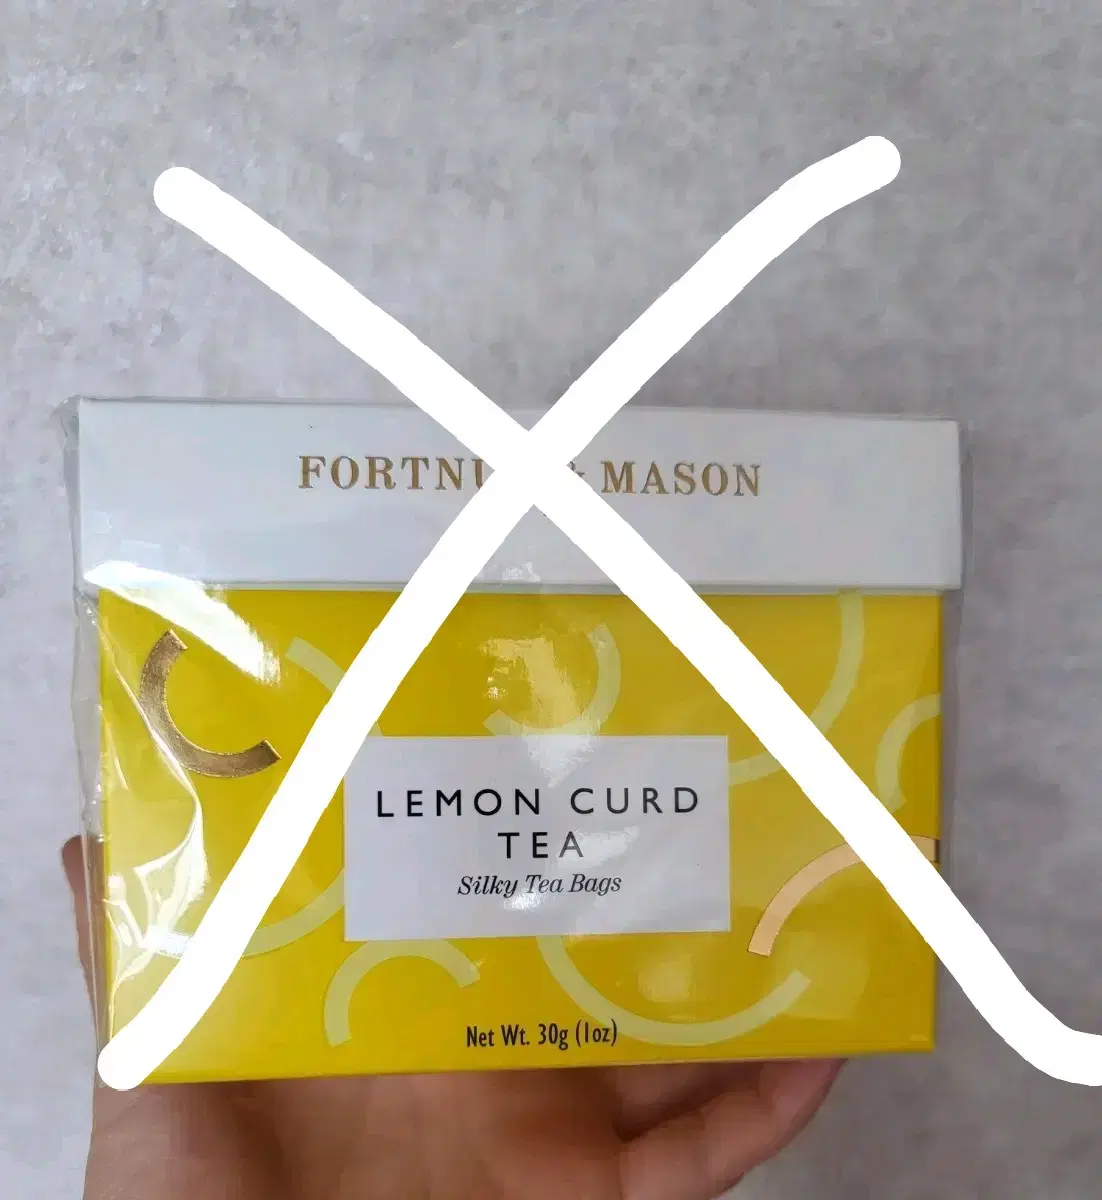 FORTNU & MASON
LEMON CURD
TEA
Silky Tea Bags
Net Wt. 30g (1oz)